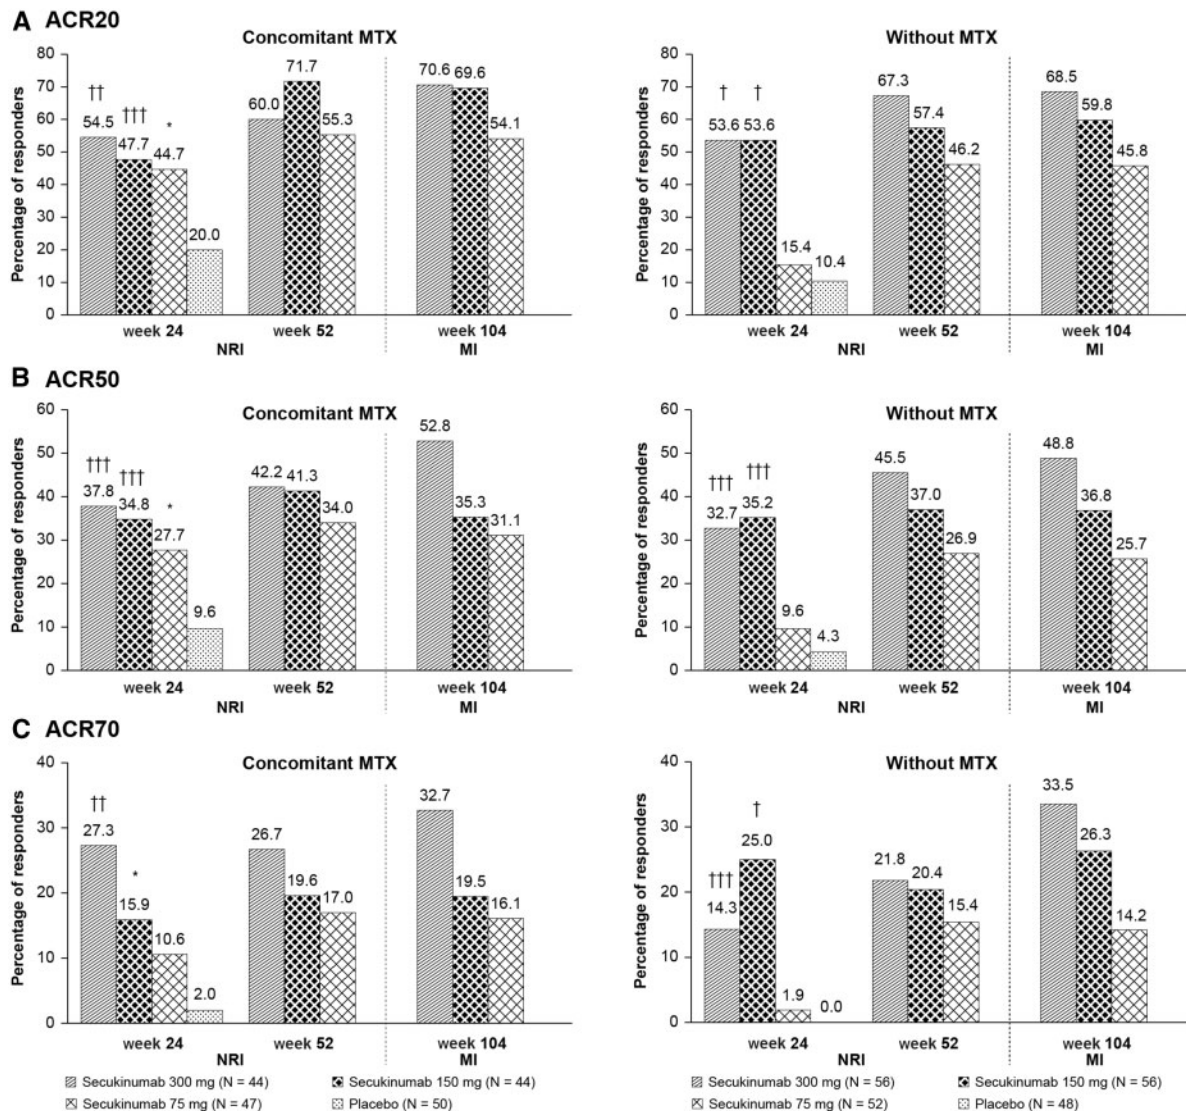 A ACR20
Concomitant MTX
Percentage of responders
80
70
60
50
40
30
20
10
0
††
54.5
†††
47.7
*
44.7
20.0
60.0
71.7
55.3
70.6
69.6
54.1
week 24
week 52
week 104
NRI
MI
Without MTX
Percentage of responders
80
70
60
50
40
30
20
10
0
†
53.6
†
53.6
15.4
10.4
67.3
57.4
46.2
68.5
59.8
45.8
week 24
week 52
week 104
NRI
MI
B ACR50
Concomitant MTX
Percentage of responders
60
50
40
30
20
10
0
†††
37.8
†††
34.8
*
27.7
9.6
42.2
41.3
34.0
52.8
35.3
31.1
week 24
week 52
week 104
NRI
MI
Without MTX
Percentage of responders
60
50
40
30
20
10
0
†††
32.7
†††
35.2
9.6
4.3
45.5
37.0
26.9
48.8
36.8
25.7
week 24
week 52
week 104
NRI
MI
C ACR70
Concomitant MTX
Percentage of responders
40
30
20
10
0
††
27.3
*
15.9
10.6
2.0
26.7
19.6
17.0
32.7
19.5
16.1
week 24
week 52
week 104
NRI
MI
Secukinumab 300 mg (N = 44)
Secukinumab 150 mg (N = 44)
Secukinumab 75 mg (N = 47)
Placebo (N = 50)
Without MTX
Percentage of responders
40
30
20
10
0
†††
14.3
†
25.0
1.9
0.0
21.8
20.4
15.4
33.5
26.3
14.2
week 24
week 52
week 104
NRI
MI
Secukinumab 300 mg (N = 56)
Secukinumab 150 mg (N = 56)
Secukinumab 75 mg (N = 52)
Placebo (N = 48)